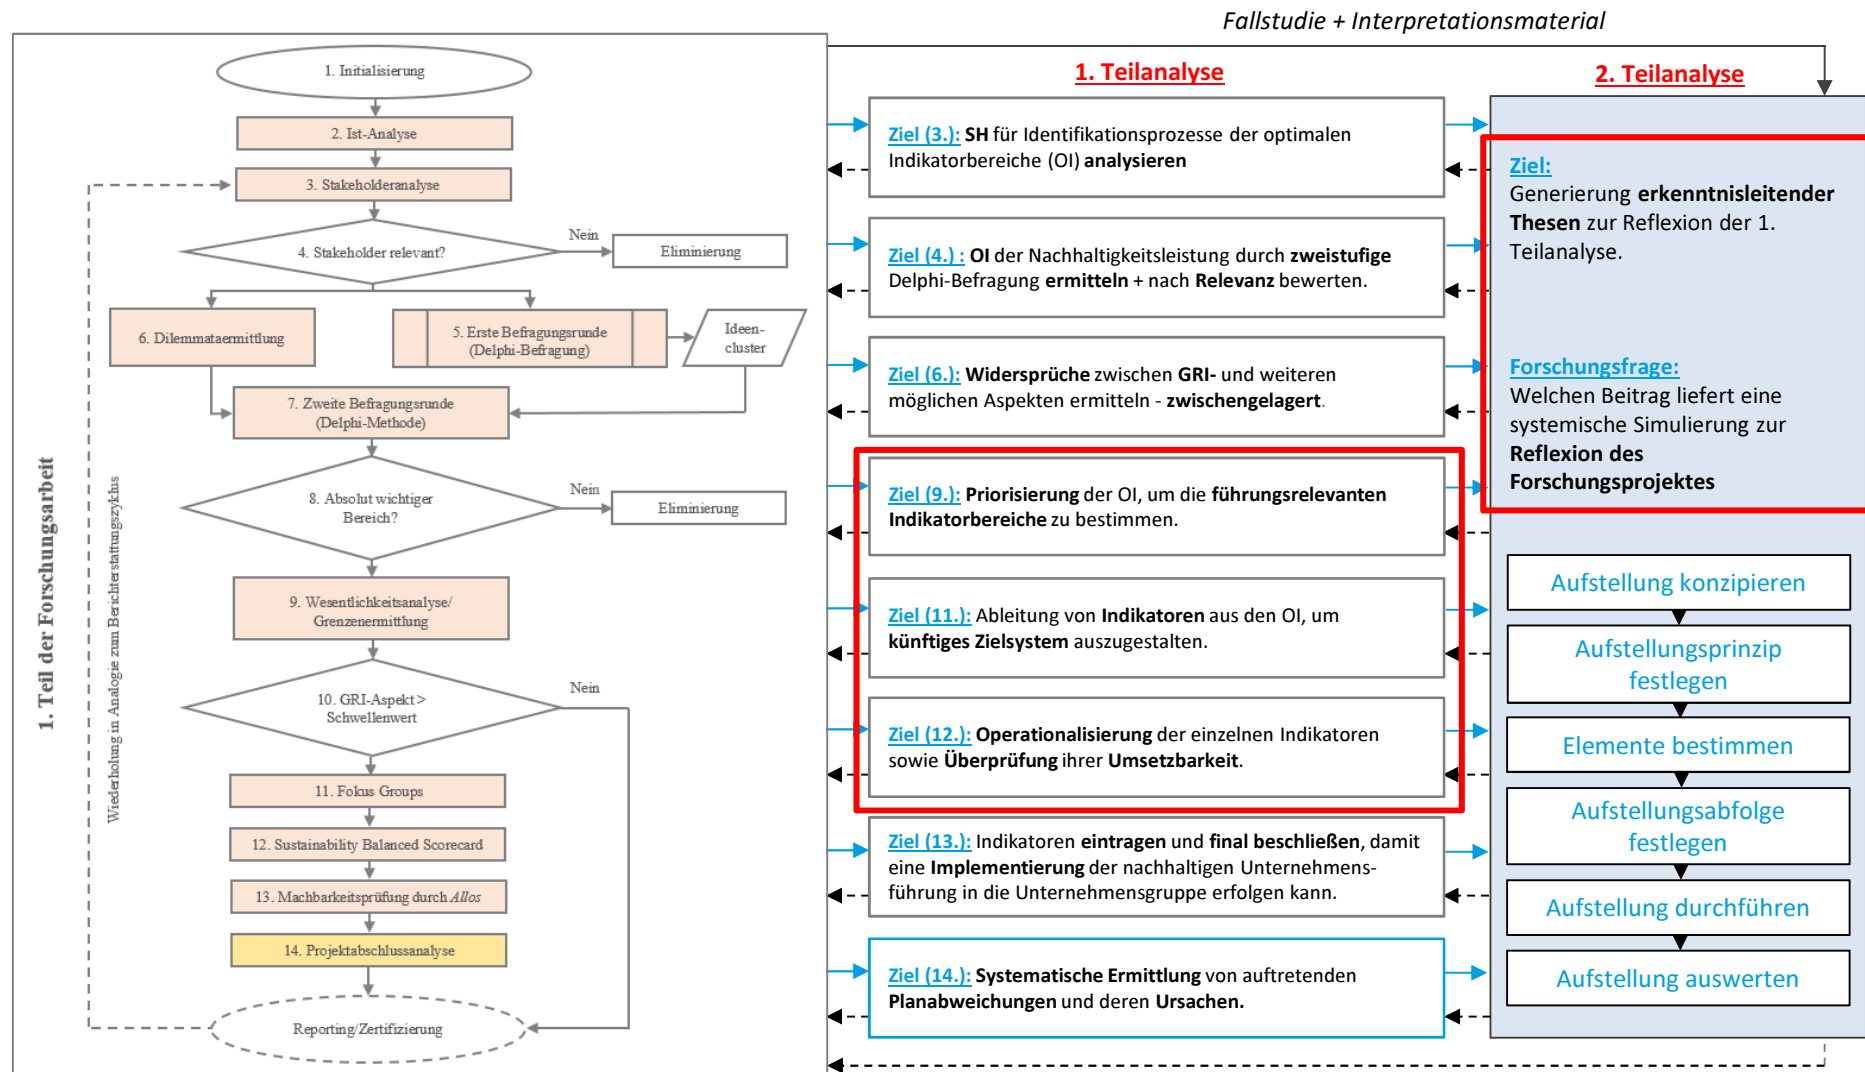 Fallstudie + Interpretationsmaterial
1. Teil der Forschungsarbeit
Wiederholung in Analogie zum Berichterstattungszyklus
1. Initialisierung
2. Ist-Analyse
3. Stakeholderanalyse
4. Stakeholder relevant?
Nein
Eliminierung
6. Dilemmataermittlung
5. Erste Befragungsrunde
(Delphi-Befragung)
Ideen-
cluster
7. Zweite Befragungsrunde
(Delphi-Methode)
8. Absolut wichtiger
Bereich?
Nein
Eliminierung
9. Wesentlichkeitsanalyse/
Grenzenermittlung
10. GRI-Aspekt >
Schwellenwert
Nein
11. Fokus Groups
12. Sustainability Balanced Scorecard
13. Machbarkeitsprüfung durch Allos
14. Projektabschlussanalyse
Reporting/Zertifizierung
1. Teilanalyse
Ziel (3.): SH für Identifikationsprozesse der optimalen
Indikatorbereiche (OI) analysieren
Ziel (4.) : OI der Nachhaltigkeitsleistung durch zweistufige
Delphi-Befragung ermitteln + nach Relevanz bewerten.
Ziel (6.): Widersprüche zwischen GRI- und weiteren
möglichen Aspekten ermitteln - zwischengelagert.
Ziel (9.): Priorisierung der OI, um die führungsrelevanten
Indikatorbereiche zu bestimmen.
Ziel (11.): Ableitung von Indikatoren aus den OI, um
künftiges Zielsystem auszugestalten.
Ziel (12.): Operationalisierung der einzelnen Indikatoren
sowie Überprüfung ihrer Umsetzbarkeit.
Ziel (13.): Indikatoren eintragen und final beschließen, damit
eine Implementierung der nachhaltigen Unternehmens-
führung in die Unternehmensgruppe erfolgen kann.
Ziel (14.): Systematische Ermittlung von auftretenden
Planabweichungen und deren Ursachen.
2. Teilanalyse
Ziel:
Generierung erkenntnisleitender
Thesen zur Reflexion der 1.
Teilanalyse.
Forschungsfrage:
Welchen Beitrag liefert eine
systemische Simulierung zur
Reflexion des
Forschungsprojektes
Aufstellung konzipieren
Aufstellungsprinzip
festlegen
Elemente bestimmen
Aufstellungsabfolge
festlegen
Aufstellung durchführen
Aufstellung auswerten